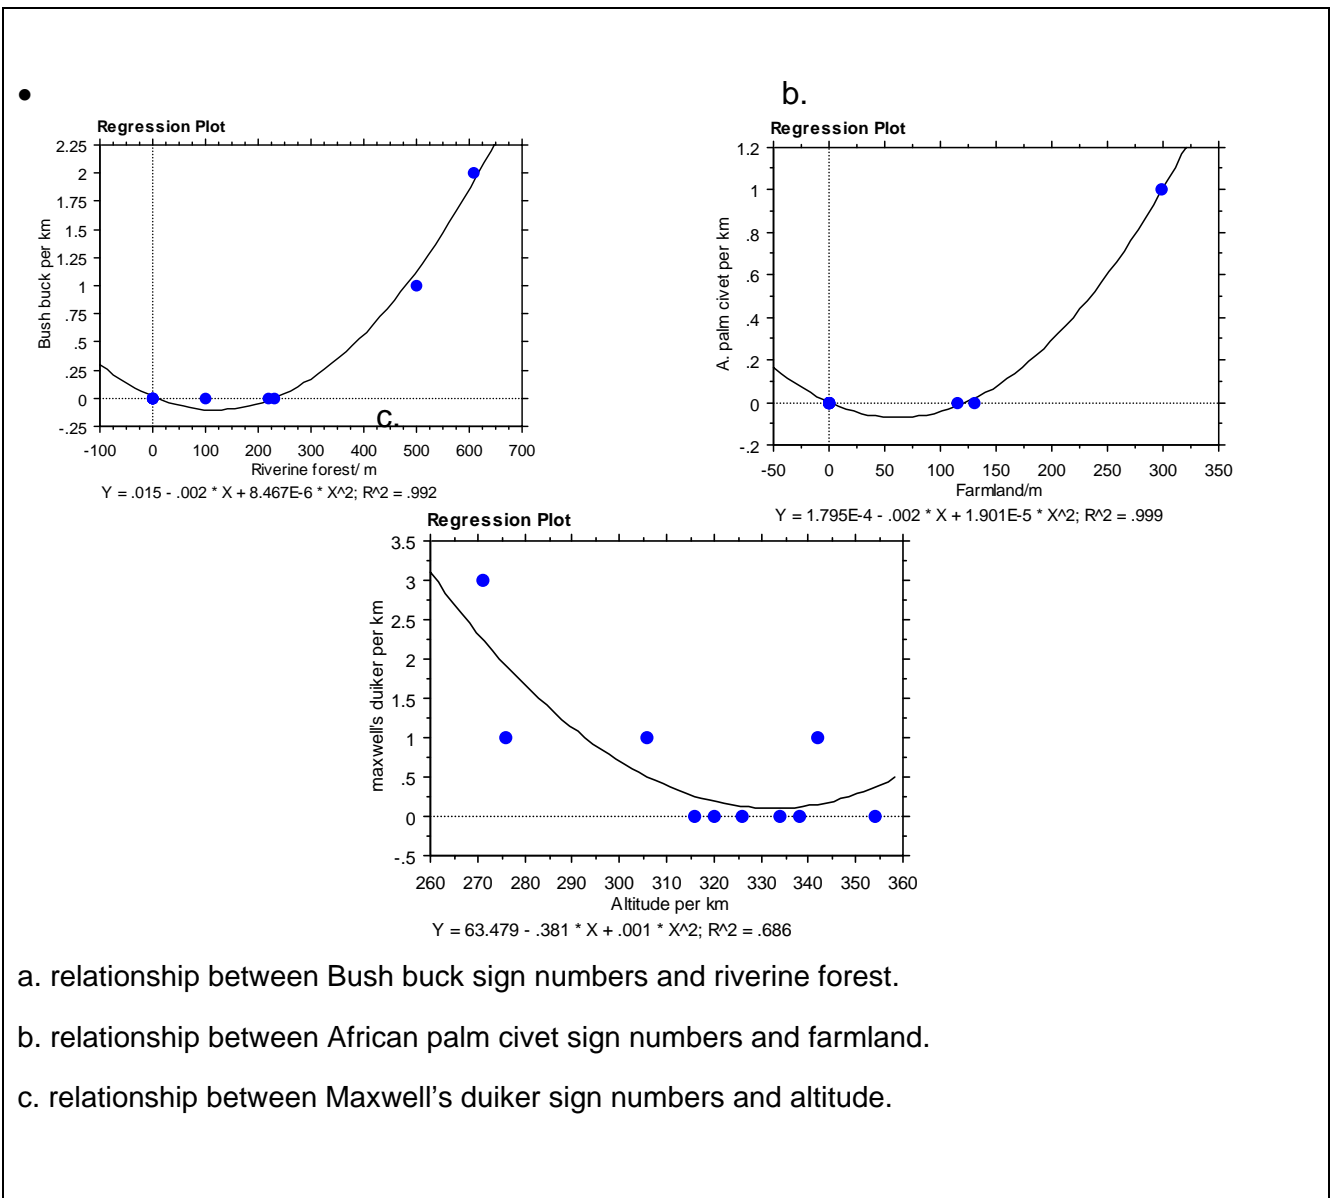 •
b.
Regression Plot
2.25
2
1.75
1.5
1.25
1
.75
.5
.25
0
-.25
Bush buck per km
-100 0 100 200 300 400 500 600 700
Riverine forest/ m
Y = .015 - .002 * X + 8.467E-6 * X^2; R^2 = .992
Regression Plot
1.2
1
.8
.6
.4
.2
0
-.2
A. palm civet per km
-50 0 50 100 150 200 250 300 350
Farmland/m
Y = 1.795E-4 - .002 * X + 1.901E-5 * X^2; R^2 = .999
c.
Regression Plot
3.5
3
2.5
2
1.5
1
.5
0
-.5
maxwell's duiker per km
260 270 280 290 300 310 320 330 340 350 360
Altitude per km
Y = 63.479 - .381 * X + .001 * X^2; R^2 = .686
a. relationship between Bush buck sign numbers and riverine forest.
b. relationship between African palm civet sign numbers and farmland.
c. relationship between Maxwell’s duiker sign numbers and altitude.